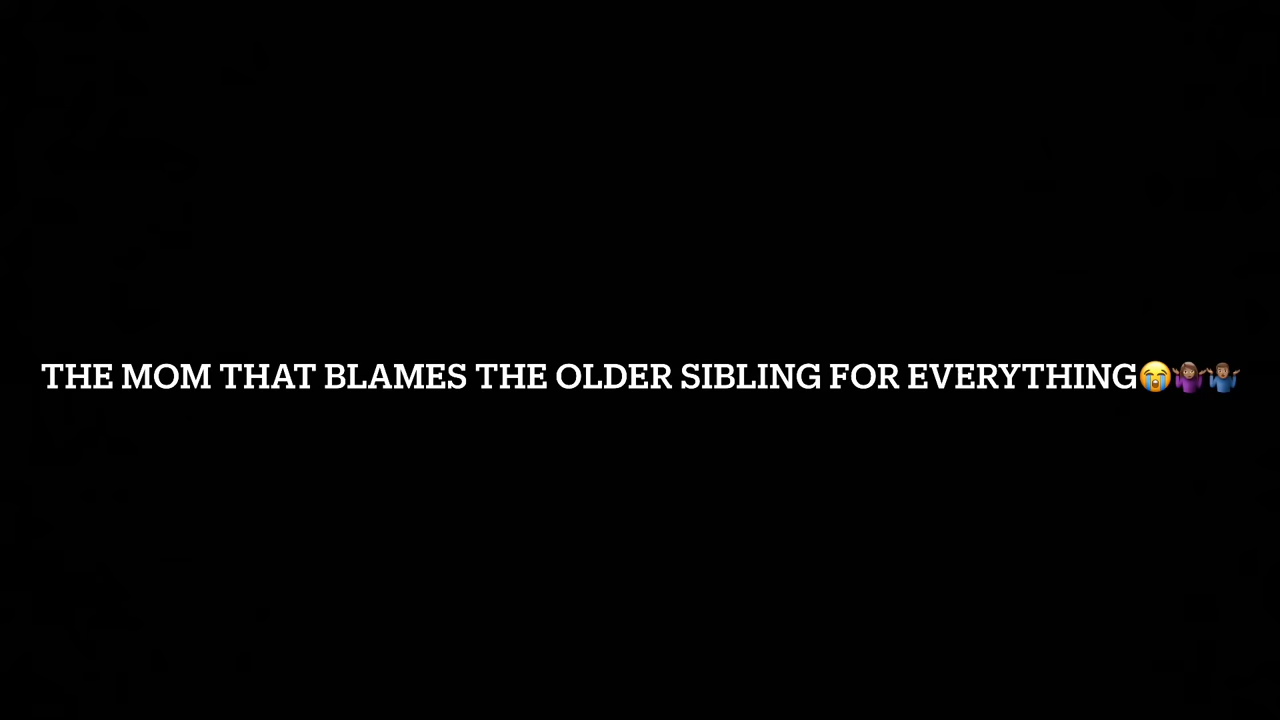 THE MOM THAT BLAMES THE OLDER SIBLING FOR EVERYTHING😭🤷🏽‍♀️🤷🏽‍♂️